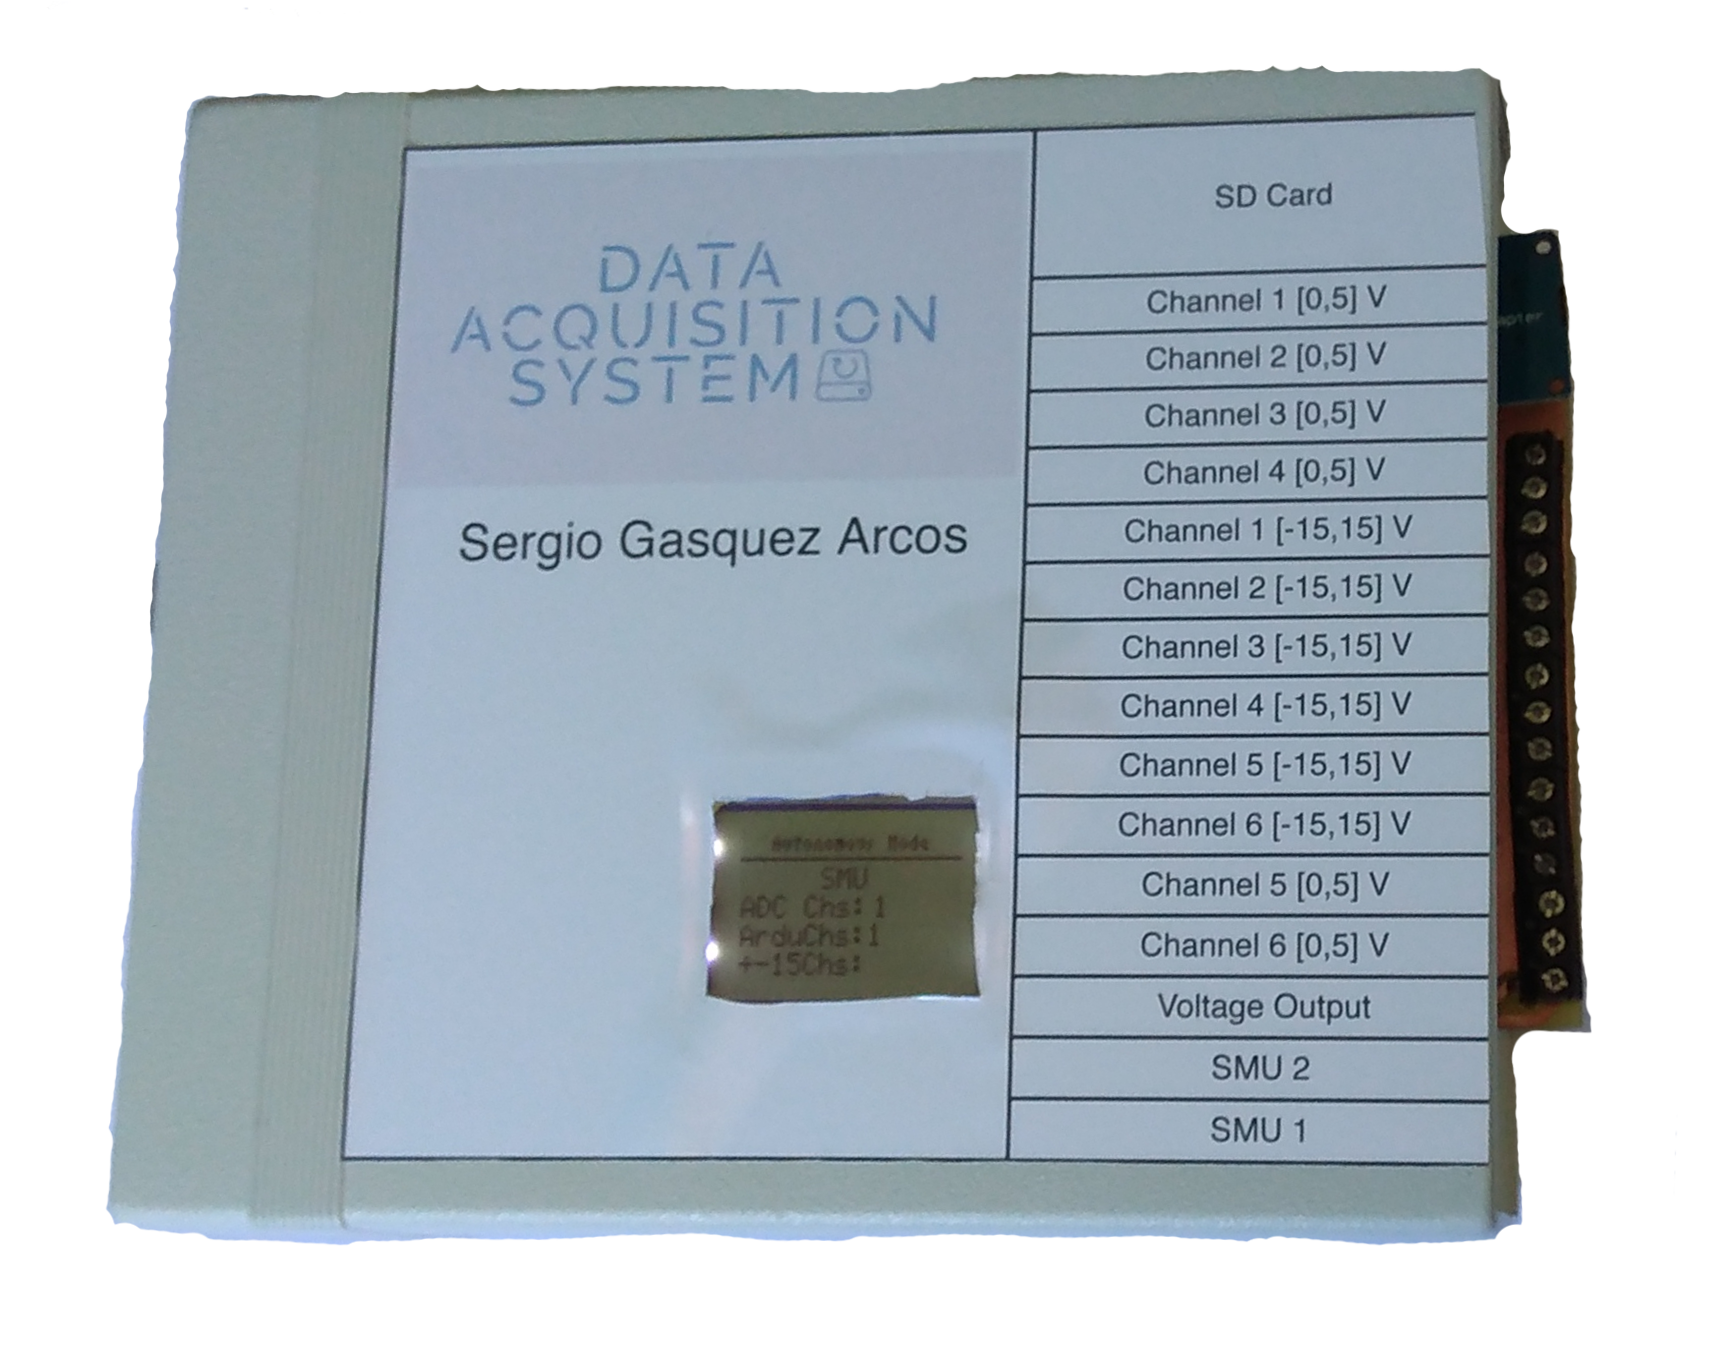 DATA
ACQUISITION
SYSTEM
Sergio Gasquez Arcos
Autonomous Mode
SMU
ADC Chs: 1
ArduChs:1
+-15Chs:
SD Card
Channel 1 [0,5] V
Channel 2 [0,5] V
Channel 3 [0,5] V
Channel 4 [0,5] V
Channel 1 [-15,15] V
Channel 2 [-15,15] V
Channel 3 [-15,15] V
Channel 4 [-15,15] V
Channel 5 [-15,15] V
Channel 6 [-15,15] V
Channel 5 [0,5] V
Channel 6 [0,5] V
Voltage Output
SMU 2
SMU 1